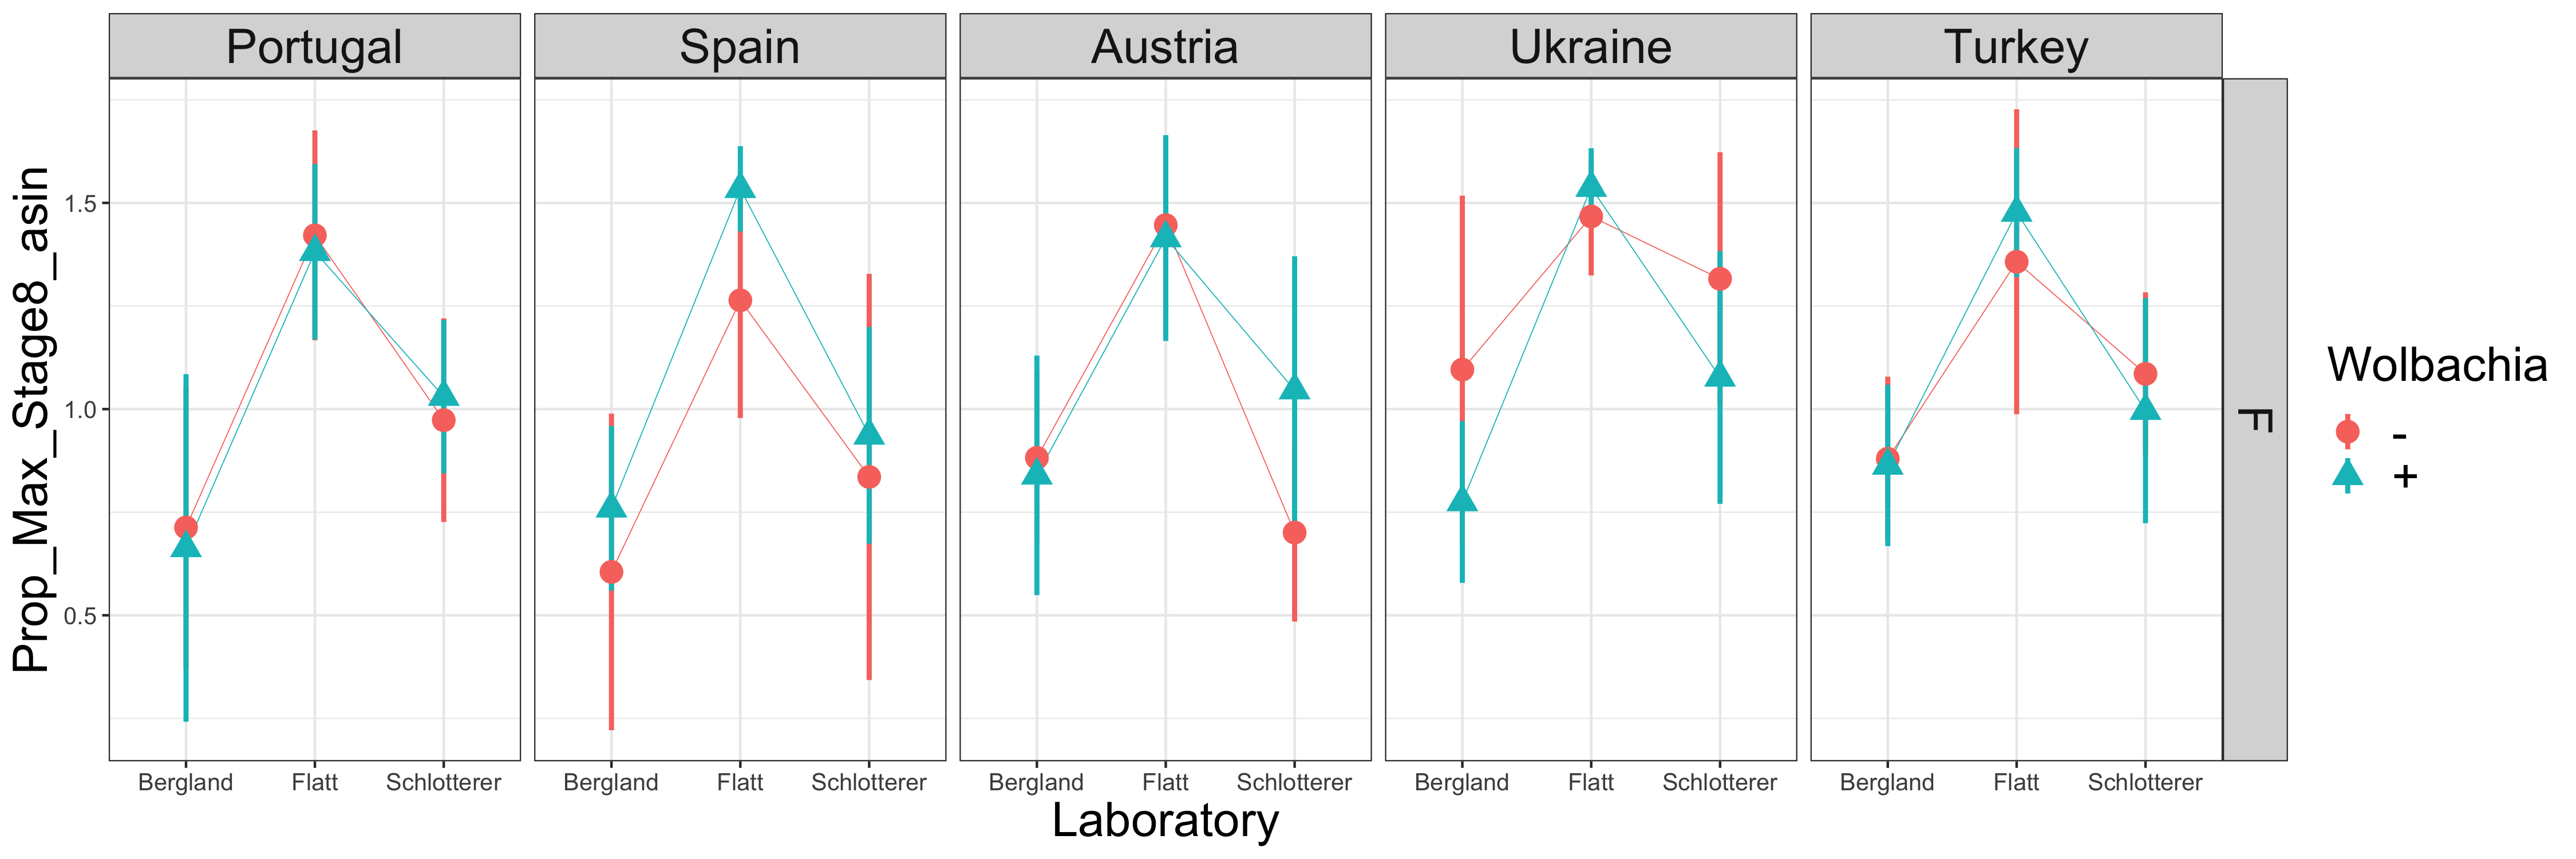 Portugal Spain Austria Ukraine Turkey
Prop_Max_Stage8_asin
1.5
1.0
0.5
F
Bergland Flatt Schlotterer Bergland Flatt Schlotterer Bergland Flatt Schlotterer Bergland Flatt Schlotterer Bergland Flatt Schlotterer
Laboratory
Wolbachia
-
+